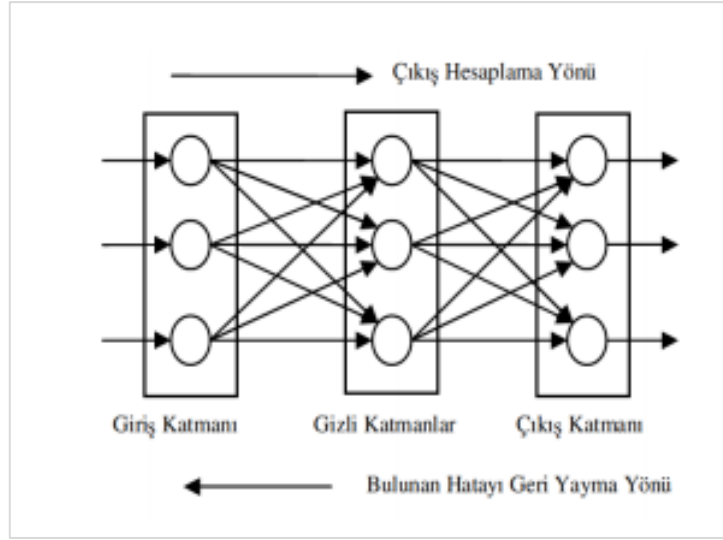 Çıkış Hesaplama Yönü
Giriş Katmanı Gizli Katmanlar Çıkış Katmanı
Bulunan Hatayı Geri Yayma Yönü